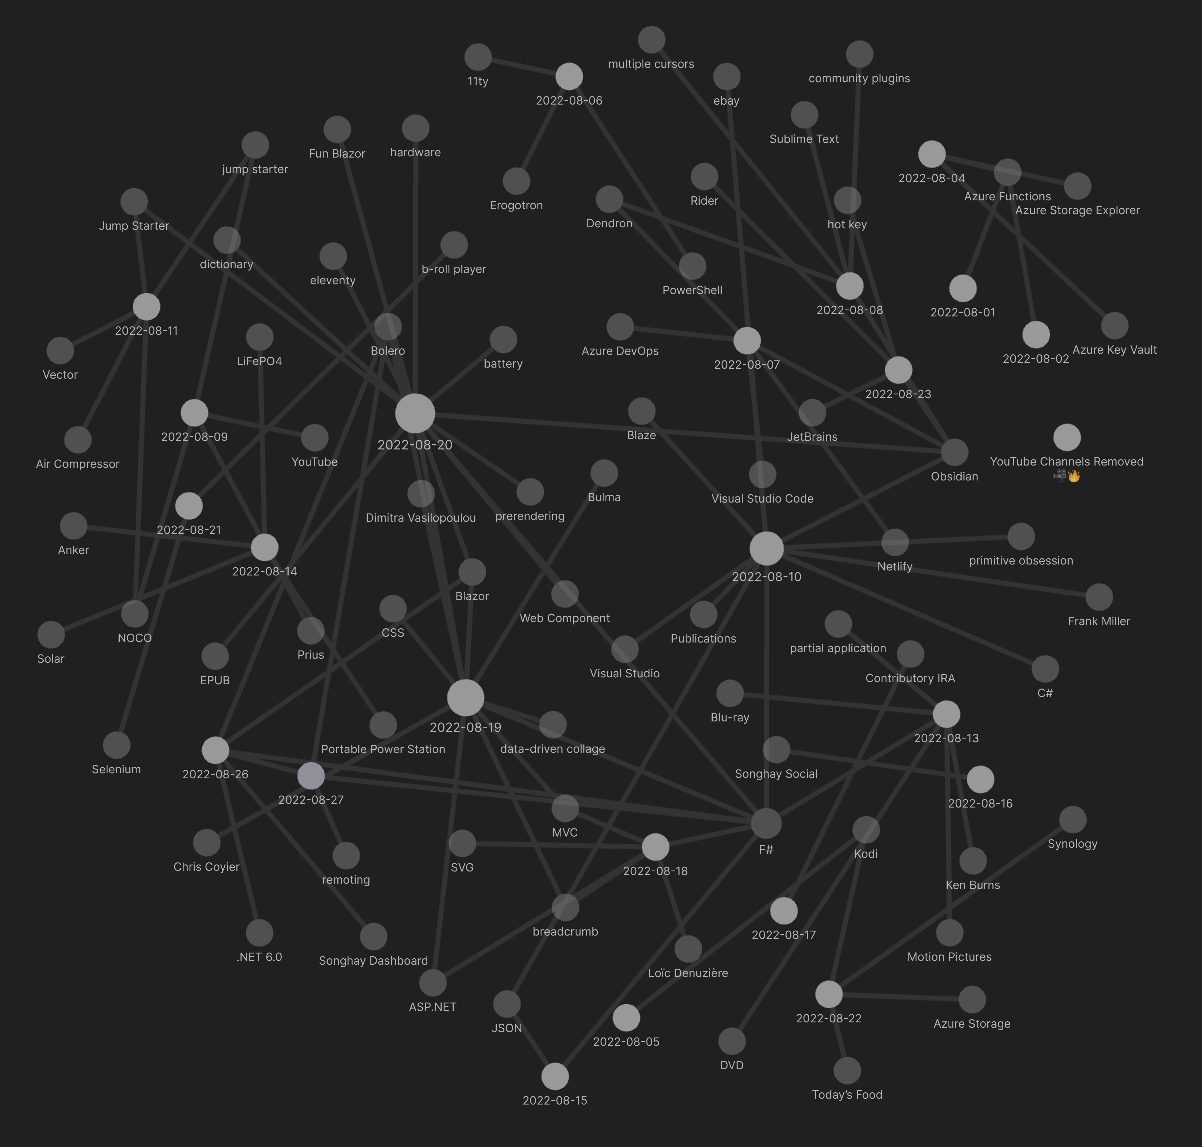 multiple cursors
community plugins
11ty
2022-08-06
ebay
Sublime Text
Fun Blazor
hardware
jump starter
2022-08-04
Azure Functions
Erogotron
Rider
Azure Storage Explorer
Jump Starter
Dendron
hot key
dictionary
b-roll player
eleventy
PowerShell
2022-08-08
2022-08-01
2022-08-11
Bolero
LiFePO4
battery
Azure DevOps
2022-08-07
2022-08-02
Azure Key Vault
Vector
2022-08-23
2022-08-09
2022-08-20
Blaze
JetBrains
Air Compressor
YouTube
YouTube Channels Removed
📽🔥
Obsidian
Bulma
Visual Studio Code
2022-08-21
Dimitra Vasilopoulou
prerendering
Anker
2022-08-14
2022-08-10
Netlify
primitive obsession
Blazor
Web Component
Frank Miller
NOCO
CSS
Publications
partial application
Solar
Prius
EPUB
Visual Studio
Contributory IRA
C#
Blu-ray
2022-08-19
2022-08-13
Selenium
2022-08-26
Portable Power Station
data-driven collage
Songhay Social
2022-08-27
2022-08-16
MVC
F#
Synology
Chris Coyier
remoting
SVG
2022-08-18
Kodi
Ken Burns
breadcrumb
2022-08-17
.NET 6.0
Songhay Dashboard
Motion Pictures
Loïc Denuzière
ASP.NET
JSON
2022-08-05
2022-08-22
Azure Storage
DVD
2022-08-15
Today's Food